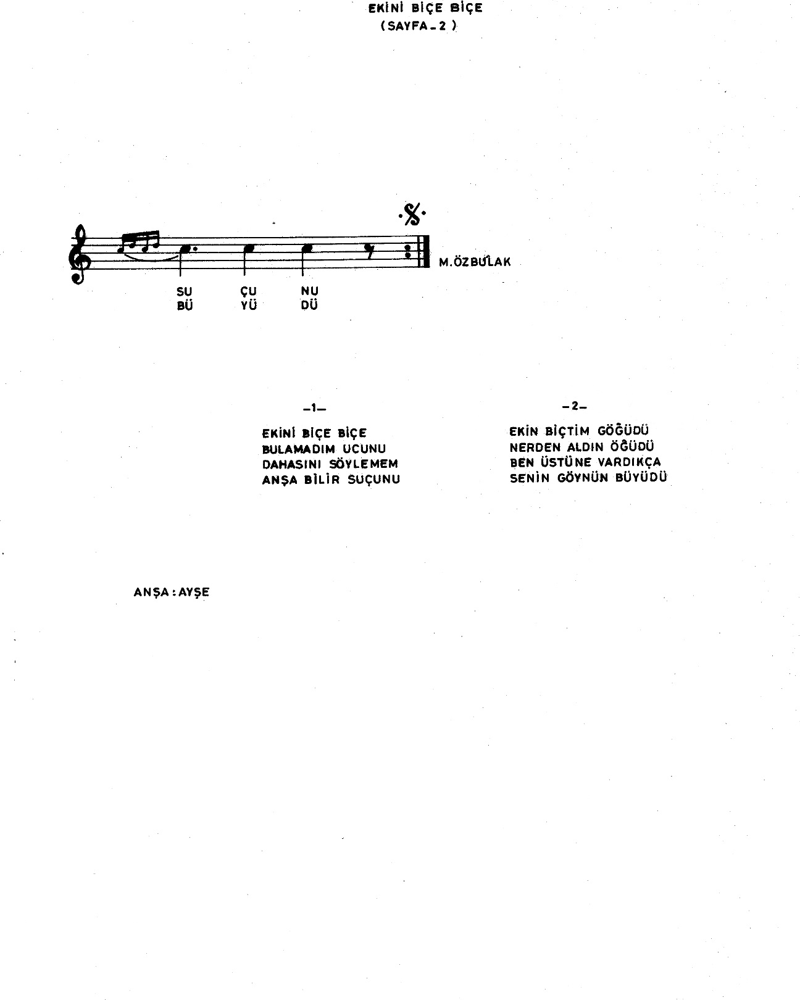 EKİNİ BİÇE BİÇE
(SAYFA-2)
M.ÖZBULAK
SU ÇU NU
BÜ YÜ DÜ
-1-
EKİNİ BİÇE BİÇE
BULAMADIM UCUNU
DAHASINI SÖYLEMEM
ANŞA BİLİR SUÇUNU
-2-
EKİN BİÇTİM GÖĞÜDÜ
NERDEN ALDIN ÖĞÜDÜ
BEN ÜSTÜNE VARDIKÇA
SENİN GÖYNÜN BÜYÜDÜ
ANŞA:AYŞE